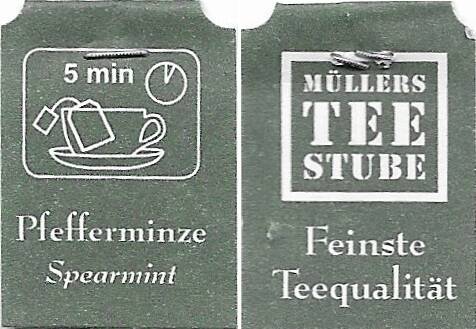 5 min
Pfefferminze
Spearmint
MÜLLERS
TEE
STUBE
Feinste
Teequalität